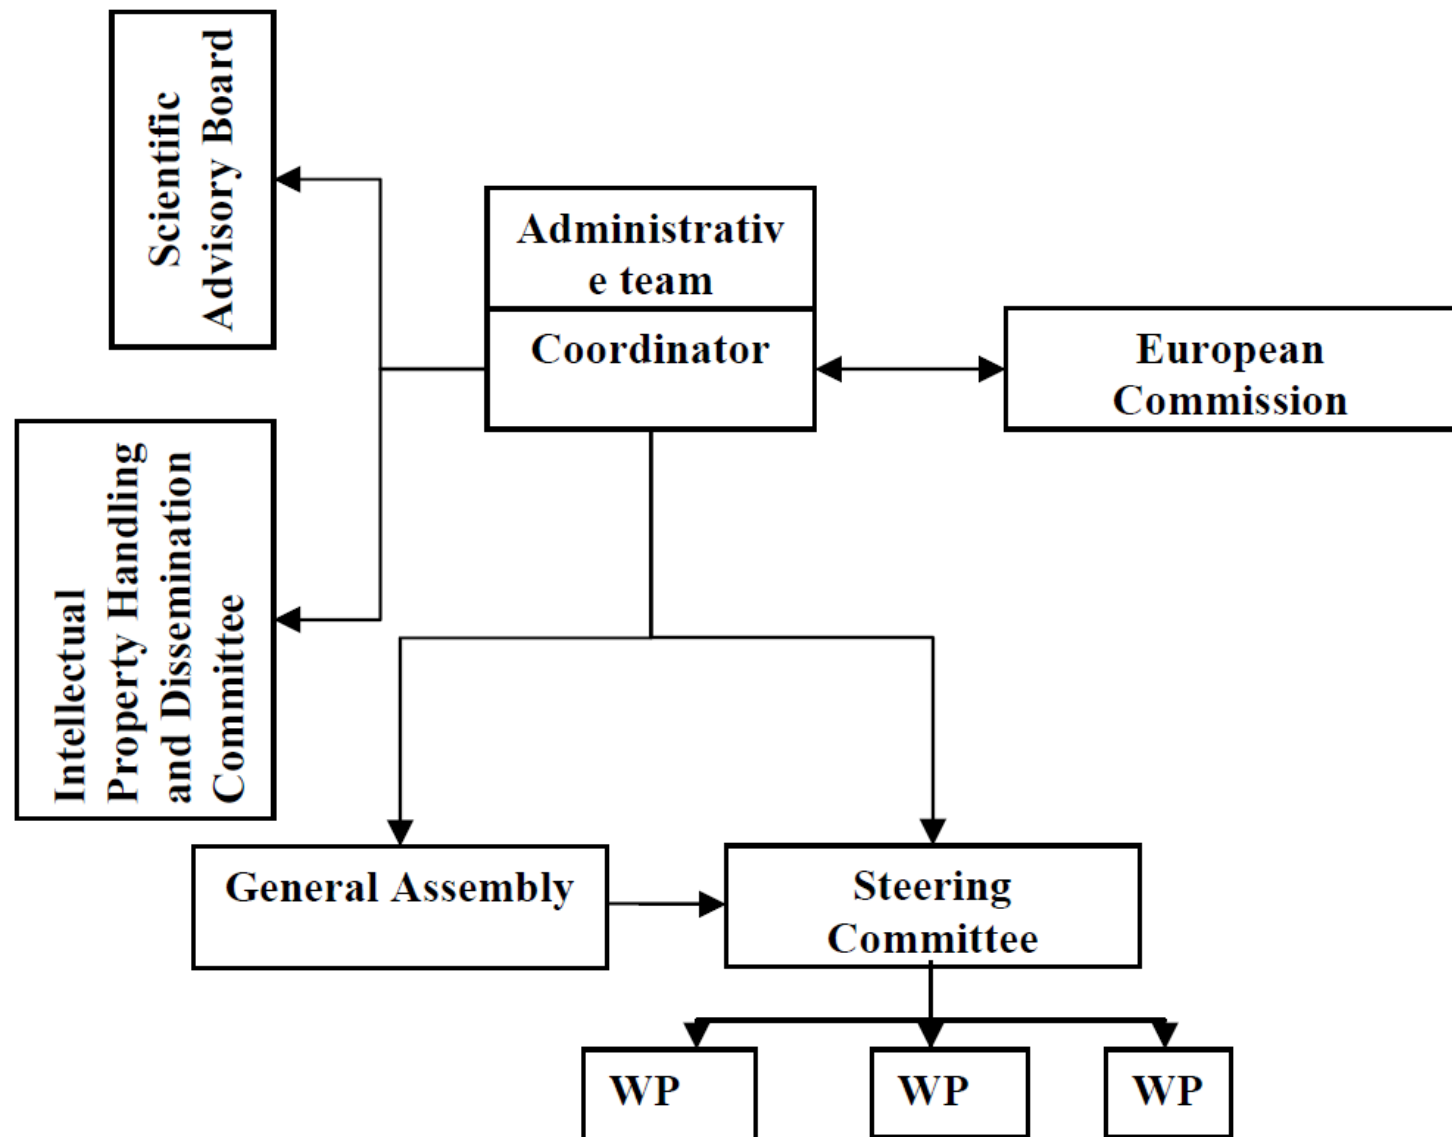 Scientific
Advisory Board
Administrativ
e team
Coordinator
European
Commission
Intellectual
Property Handling
and Dissemination
Committee
General Assembly
Steering
Committee
WP
WP
WP